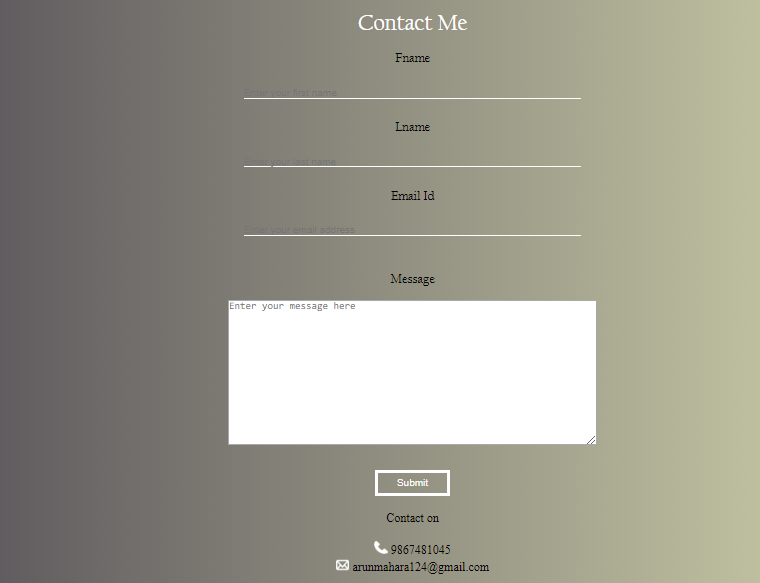 Contact Me
Fname
Enter your first name
Lname
Enter your last name
Email Id
Enter your email address
Message
Enter your message here
Submit
Contact on
9867481045
arunmahara124@gmail.com